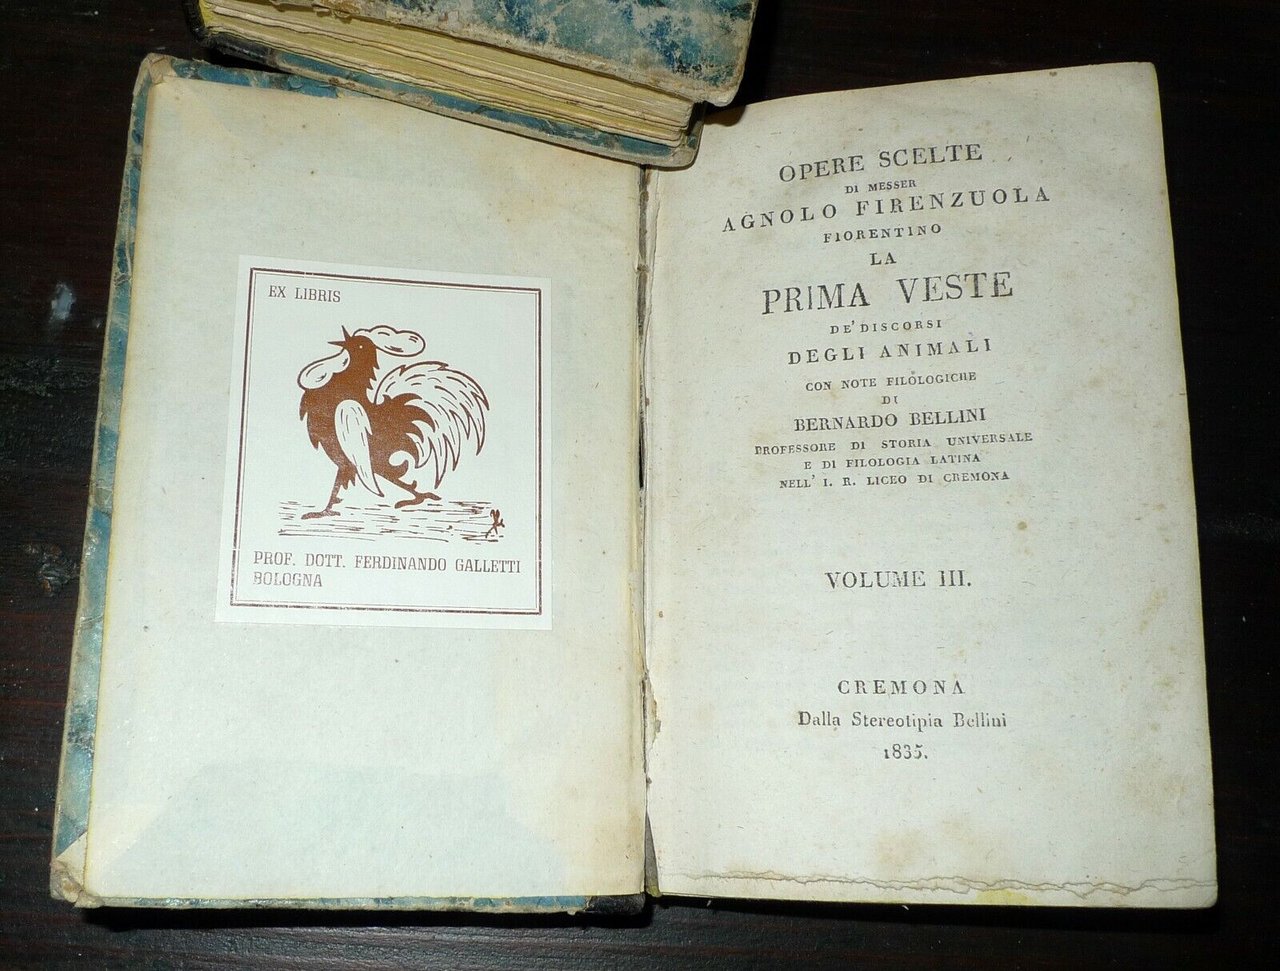 EX LIBRIS
PROF. DOTT. FERDINANDO GALLETTI
BOLOGNA
OPERE SCELTE
DI MESSER
AGNOLO FIRENZUOLA
FIORENTINO
LA
PRIMA VESTE
DE' DISCORSI
DEGLI ANIMALI
CON NOTE FILOLOGICHE
DI
BERNARDO BELLINI
PROFESSORE DI STORIA UNIVERSALE
E DI FILOLOGIA LATINA
NELL' I. R. LICEO DI CREMONA
VOLUME III.
CREMONA
Dalla Stereotipia Bellini
1835.